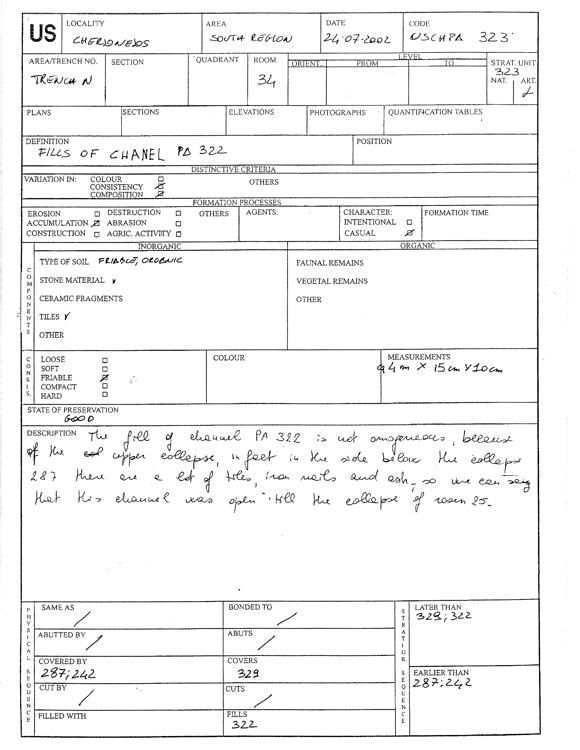 US
LOCALITY
CHERSONESOS
AREA
SOUTH REGION
DATE
24.07.2002
CODE
USCHPA 323
AREA/TRENCH NO.
TRENCH N
SECTION
QUADRANT
ROOM
34
LEVEL
ORIENT. FROM TO
STRAT. UNIT
323
NAT. ART.
PLANS
SECTIONS
ELEVATIONS
PHOTOGRAPHS
QUANTIFICATION TABLES
DEFINITION
FILLS OF CHANEL PA 322
POSITION
DISTINCTIVE CRITERIA
VARIATION IN: COLOUR
CONSISTENCY
COMPOSITION
OTHERS
FORMATION PROCESSES
EROSION
ACCUMULATION
CONSTRUCTION
DESTRUCTION
ABRASION
AGRIC. ACTIVITY
OTHERS
AGENTS:
CHARACTER:
INTENTIONAL
CASUAL
FORMATION TIME
COMPONENTS
INORGANIC
TYPE OF SOIL FRIABLE, ORGANIC
STONE MATERIAL v
CERAMIC FRAGMENTS
TILES v
OTHER
ORGANIC
FAUNAL REMAINS
VEGETAL REMAINS
OTHER
CONSIS.
LOOSE
SOFT
FRIABLE
COMPACT
HARD
COLOUR
MEASUREMENTS
4m X 15cm X 10cm
STATE OF PRESERVATION
GOOD
DESCRIPTION The fill of channel PA 322 is not omogeneous, because
of the upper collapse, in fact in the side below the collapse
287 there are a lot of tiles, iron nails and ash, so we can say
that this channel was open till the collapse of room 25.
PHYSICAL SEQUENCE
SAME AS
ABUTTED BY
COVERED BY
287; 242
CUT BY
FILLED WITH
BONDED TO
ABUTS
COVERS
329
CUTS
FILLS
322
STRATIGR. SEQUENCE
LATER THAN
329; 322
EARLIER THAN
287; 242